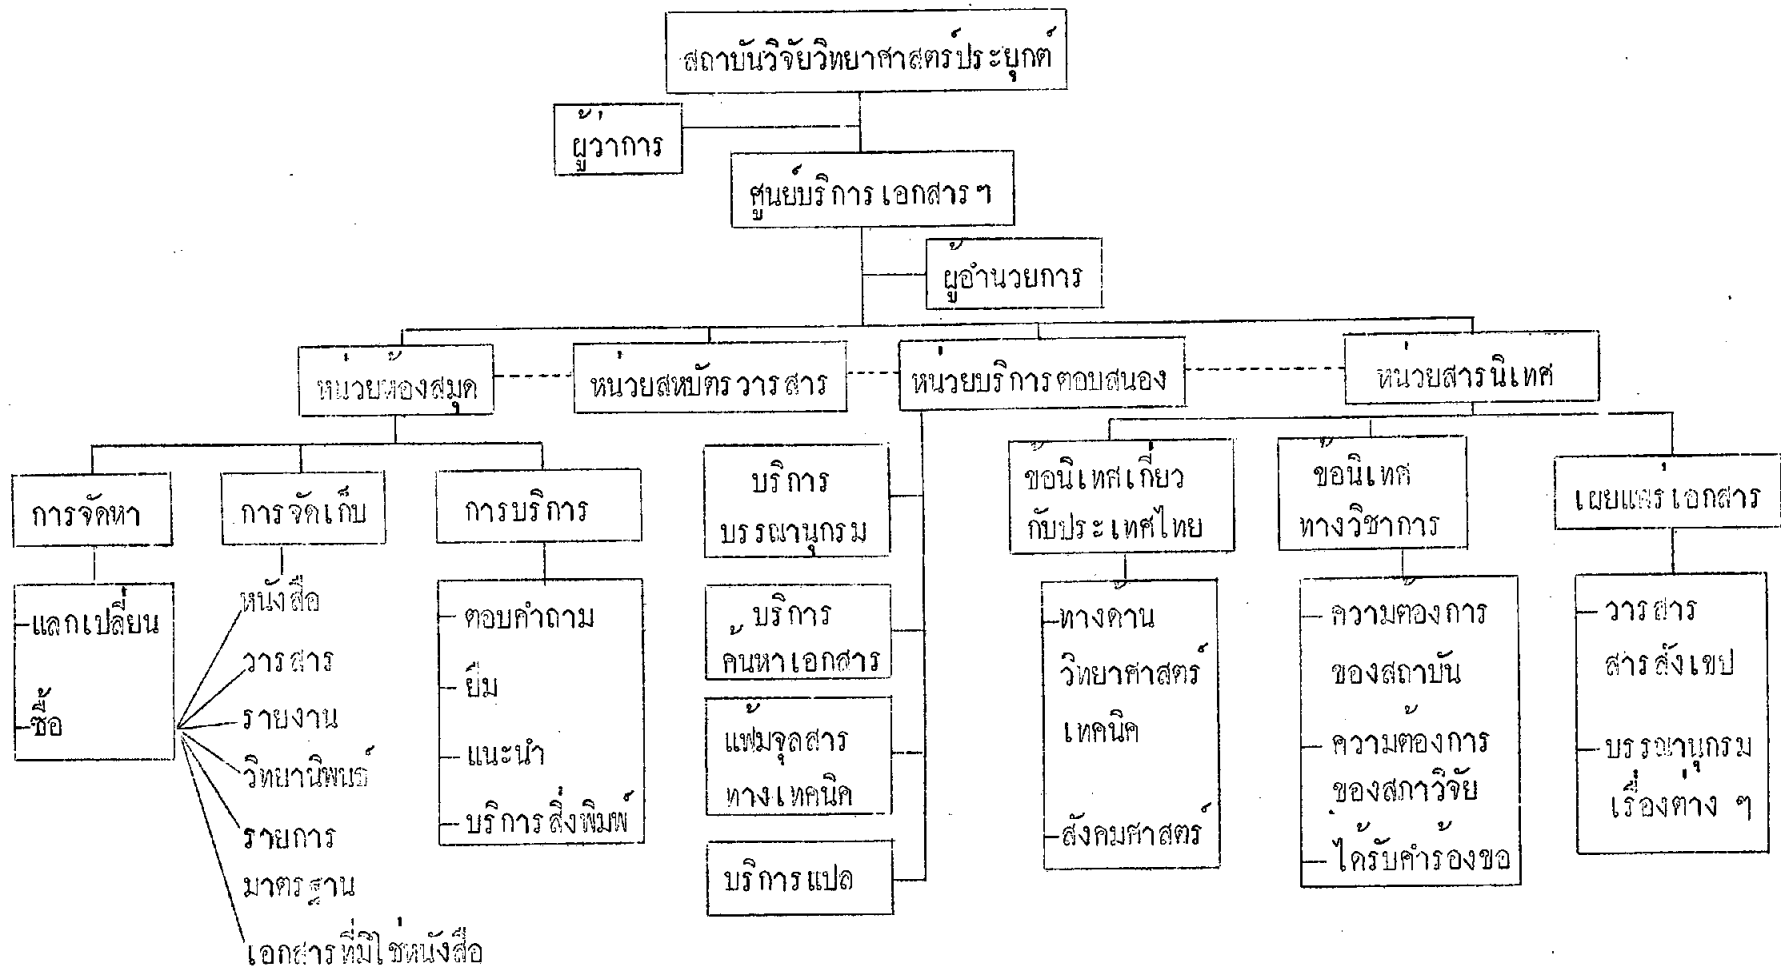 สถาบันวิจัยวิทยาศาสตร์ประยุกต์
ผู้ว่าการ
ศูนย์บริการเอกสารฯ
ผู้อำนวยการ
หน่วยห้องสมุด
หน่วยสหบัตรวารสาร
หน่วยบริการตอบสนอง
หน่วยสารนิเทศ
การจัดหา
แลกเปลี่ยน
ซื้อ
การจัดเก็บ
หนังสือ
วารสาร
รายงาน
วิทยานิพนธ์
รายการ
มาตรฐาน
เอกสารที่มิใช่หนังสือ
การบริการ
ตอบคำถาม
ยืม
แนะนำ
บริการสิ่งพิมพ์
บริการ
บรรณานุกรม
บริการ
ค้นหาเอกสาร
แฟ้มจุลสาร
ทางเทคนิค
บริการแปล
ข้อนิเทศเกี่ยว
กับประเทศไทย
ทางด้าน
วิทยาศาสตร์
เทคนิค
สังคมศาสตร์
ข้อนิเทศ
ทางวิชาการ
ความต้องการ
ของสถาบัน
ความต้องการ
ของสภาวิจัย
ได้รับคำร้องขอ
เผยแพร่เอกสาร
วารสาร
สารสังเขป
บรรณานุกรม
เรื่องต่าง ๆ